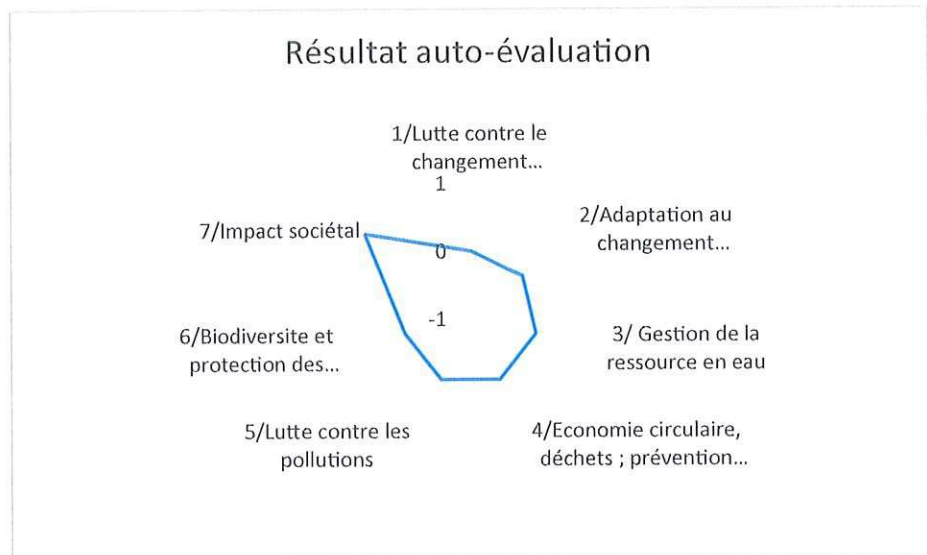 Résultat auto-évaluation
1/Lutte contre le
changement...
1
2/Adaptation au
changement...
7/Impact sociétal
0
-1
6/Biodiversite et
protection des...
3/ Gestion de la
ressource en eau
5/Lutte contre les
pollutions
4/Economie circulaire,
déchets ; prévention...